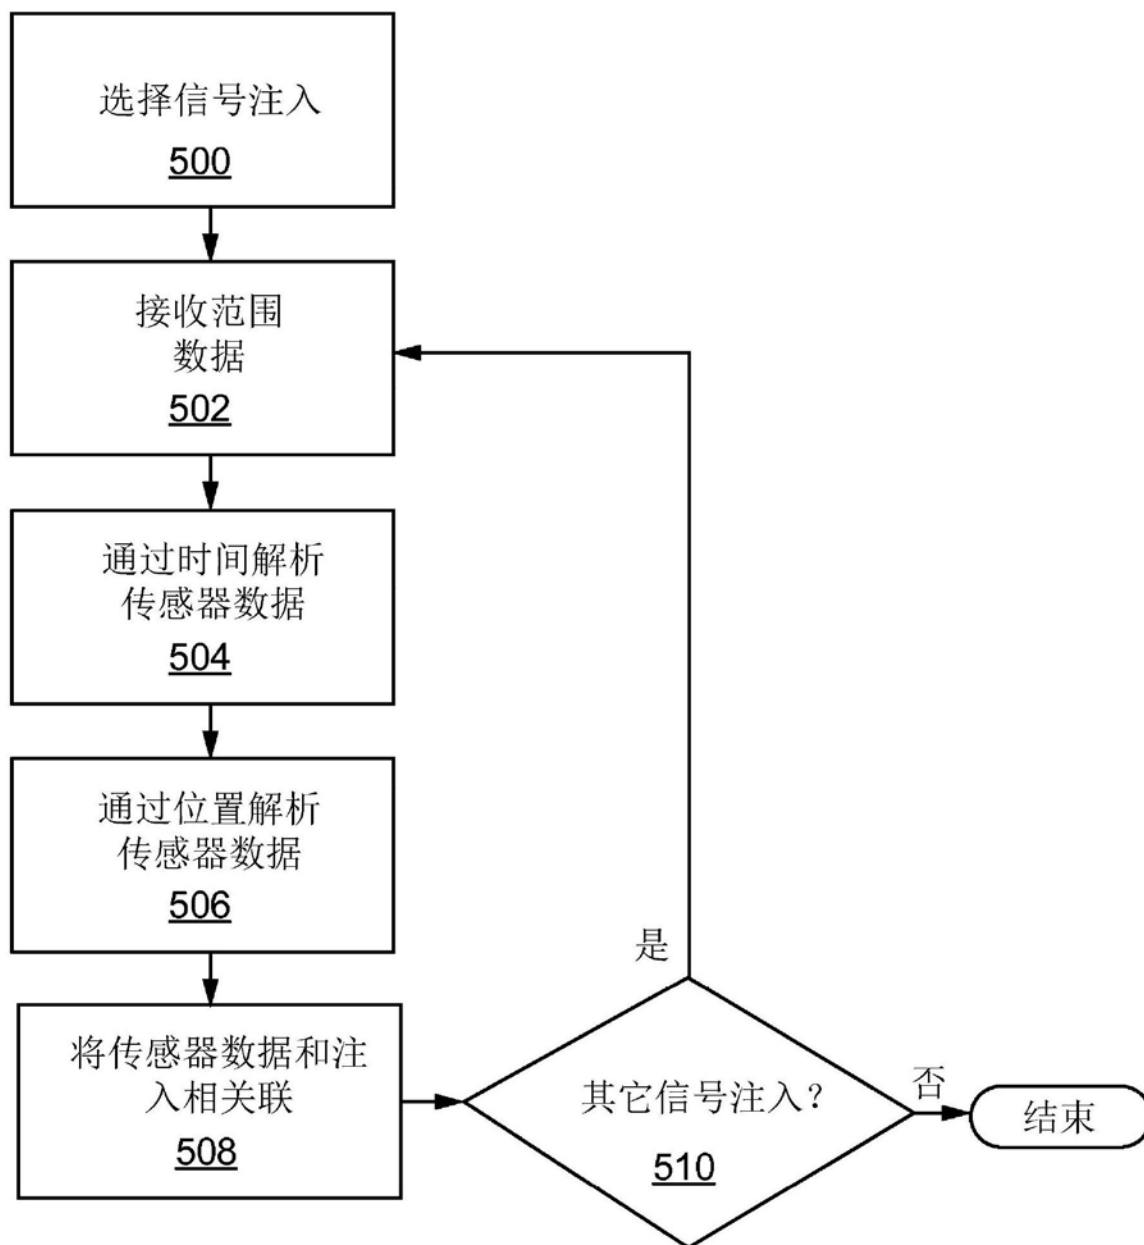 选择信号注入
500
接收范围
数据
502
通过时间解析
传感器数据
504
通过位置解析
传感器数据
506
将传感器数据和注
入相关联
508
是
其它信号注入?
510
否
结束